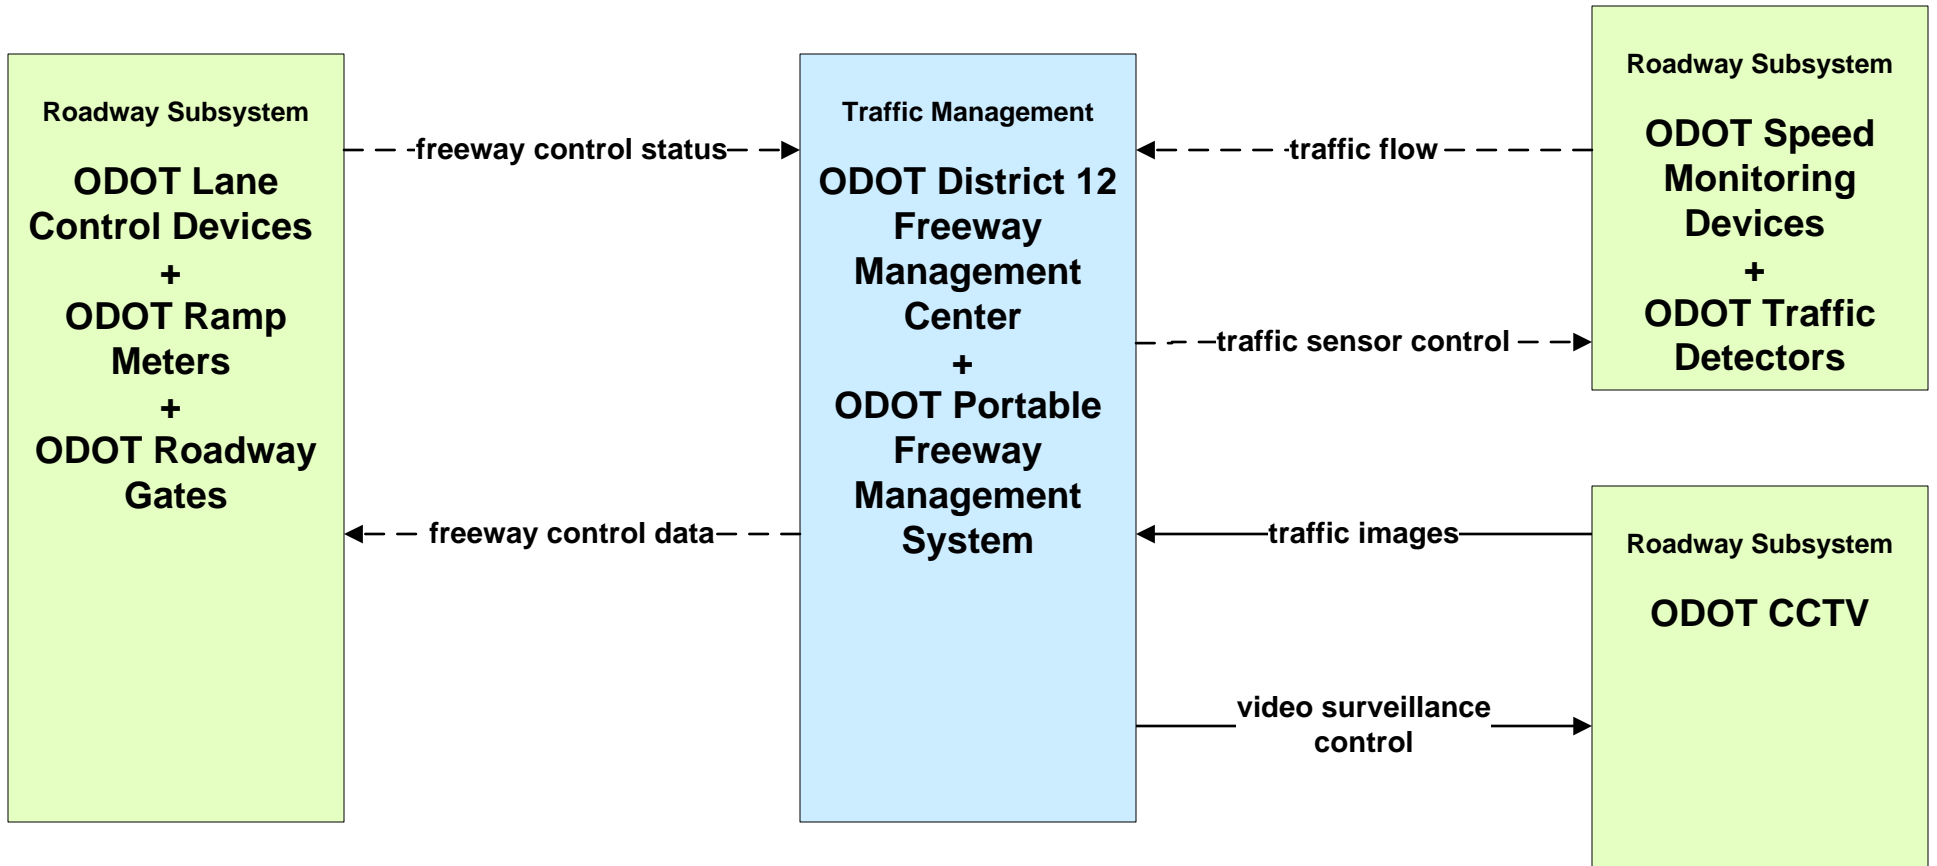 Roadway Subsystem
ODOT Lane
Control Devices
+
ODOT Ramp
Meters
+
ODOT Roadway
Gates
freeway control status
freeway control data
Traffic Management
ODOT District 12
Freeway
Management
Center
+
ODOT Portable
Freeway
Management
System
traffic flow
traffic sensor control
traffic images
video surveillance
control
Roadway Subsystem
ODOT Speed
Monitoring
Devices
+
ODOT Traffic
Detectors
Roadway Subsystem
ODOT CCTV